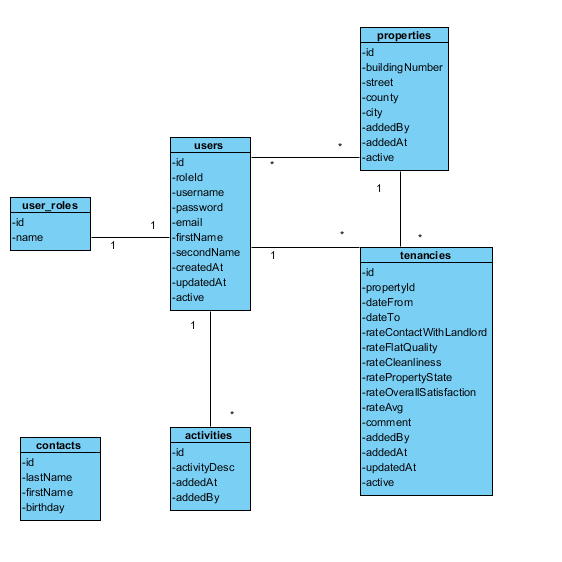 properties
-id
-buildingNumber
-street
-county
-city
-addedBy
-addedAt
-active
users
-id
-roleId
-username
-password
-email
-firstName
-secondName
-createdAt
-updatedAt
-active
*
*
user_roles
-id
-name
1
1
1
*
1
*
tenancies
-id
-propertyId
-dateFrom
-dateTo
-rateContactWithLandlord
-rateFlatQuality
-rateCleanliness
-ratePropertyState
-rateOverallSatisfaction
-rateAvg
-comment
-addedBy
-addedAt
-updatedAt
-active
1
*
activities
-id
-activityDesc
-addedAt
-addedBy
contacts
-id
-lastName
-firstName
-birthday